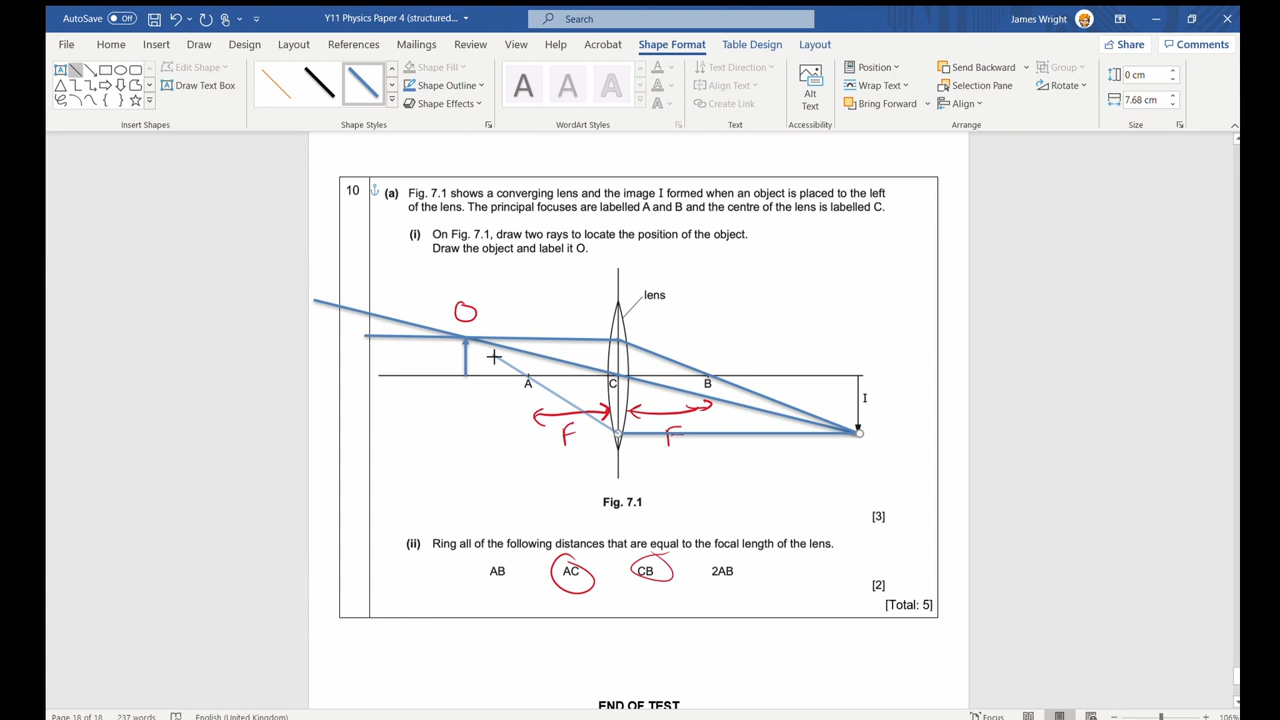 AutoSave Off Y11 Physics Paper 4 (structured... Search James Wright
File Home Insert Draw Design Layout References Mailings Review View Help Acrobat Shape Format Table Design Layout Share Comments
Edit Shape
Draw Text Box
Insert Shapes
Shape Fill
Shape Outline
Shape Effects
Shape Styles
A A A
WordArt Styles
Text Direction
Align Text
Create Link
Text
Alt Text
Accessibility
Position
Wrap Text
Bring Forward
Send Backward
Selection Pane
Align
Group
Rotate
Arrange
0 cm
7.68 cm
Size
10 (a) Fig. 7.1 shows a converging lens and the image I formed when an object is placed to the left
of the lens. The principal focuses are labelled A and B and the centre of the lens is labelled C.
(i) On Fig. 7.1, draw two rays to locate the position of the object.
Draw the object and label it O.
lens
O
A C B
I
F F
Fig. 7.1
[3]
(ii) Ring all of the following distances that are equal to the focal length of the lens.
AB AC CB 2AB
[2]
[Total: 5]
END OF TEST
Page 18 of 18 237 words English (United Kingdom) Focus 106%